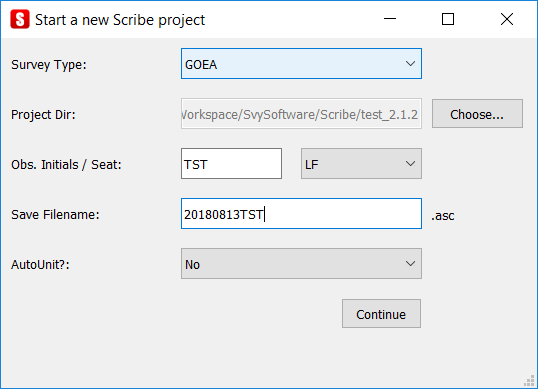 S Start a new Scribe project
Survey Type: GOEA
Project Dir: Workspace/SvySoftware/Scribe/test_2.1.2 Choose...
Obs. Initials / Seat: TST LF
Save Filename: 20180813TST .asc
AutoUnit?: No
Continue